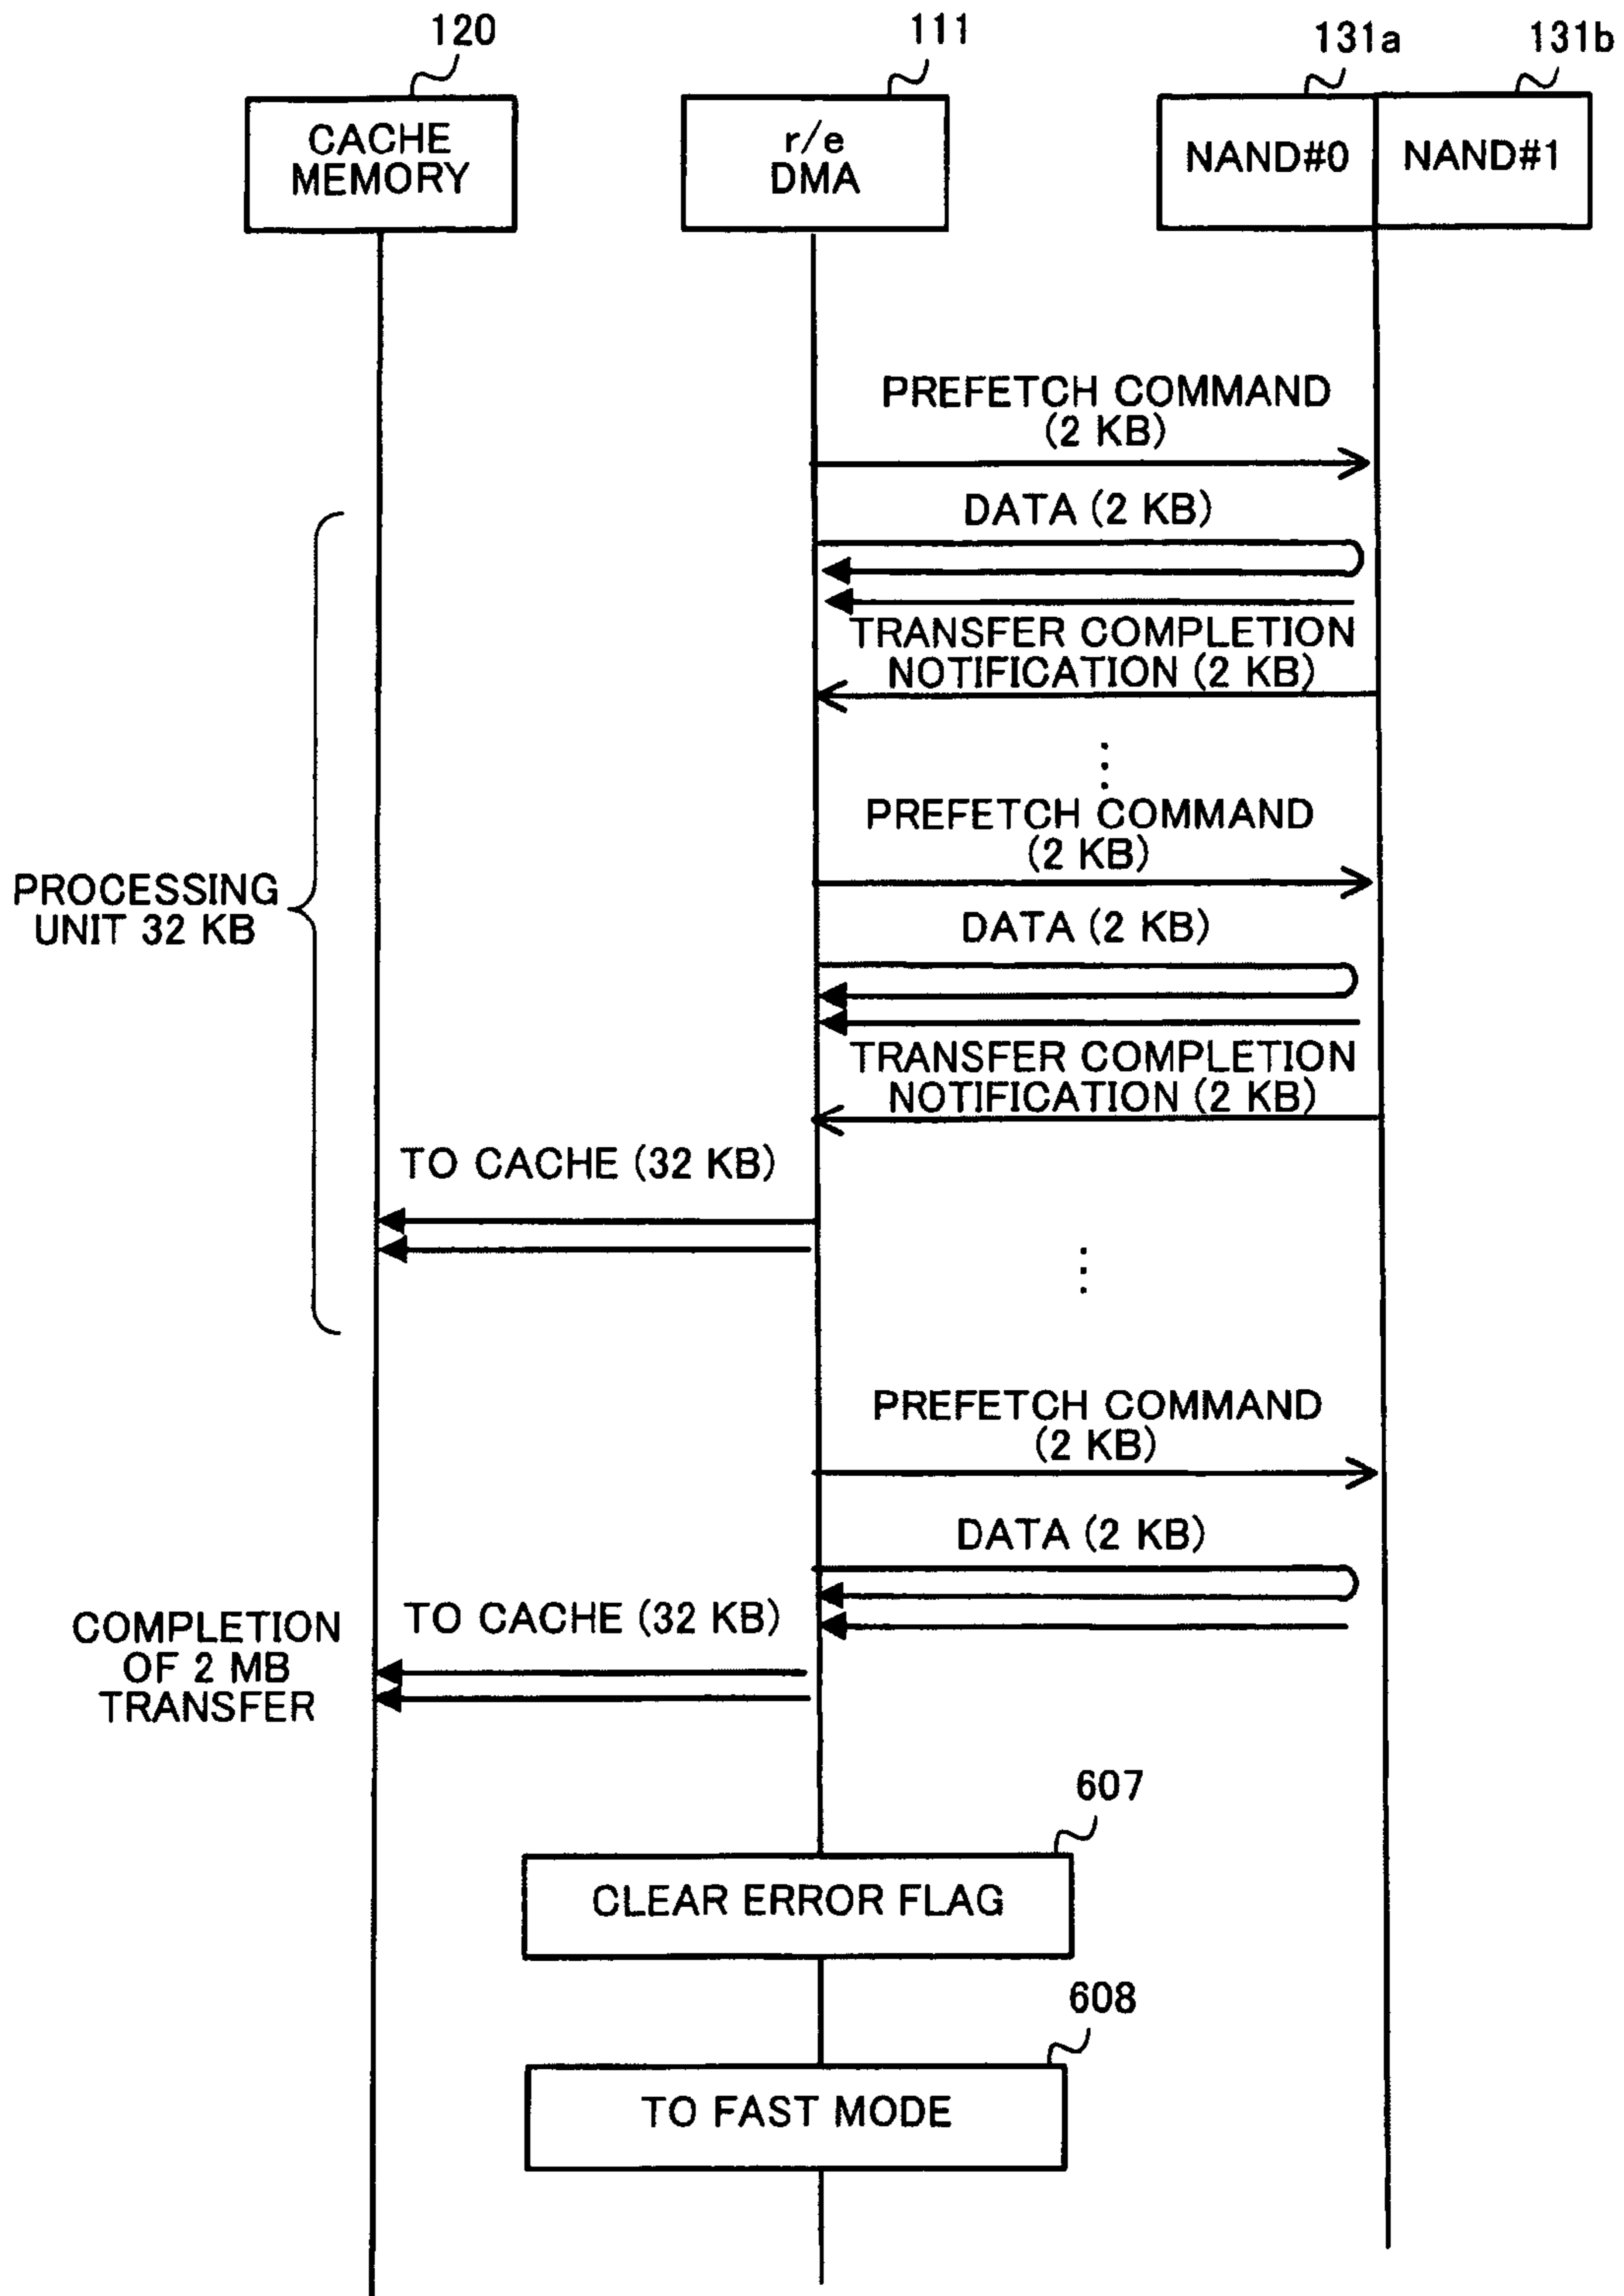 120
111
131a
131b
CACHE
MEMORY
r/e
DMA
NAND#0
NAND#1
PREFETCH COMMAND
(2 KB)
DATA (2 KB)
TRANSFER COMPLETION
NOTIFICATION (2 KB)
PREFETCH COMMAND
(2 KB)
PROCESSING
UNIT 32 KB
DATA (2 KB)
TRANSFER COMPLETION
NOTIFICATION (2 KB)
TO CACHE (32 KB)
PREFETCH COMMAND
(2 KB)
DATA (2 KB)
TO CACHE (32 KB)
COMPLETION
OF 2 MB
TRANSFER
607
CLEAR ERROR FLAG
608
TO FAST MODE